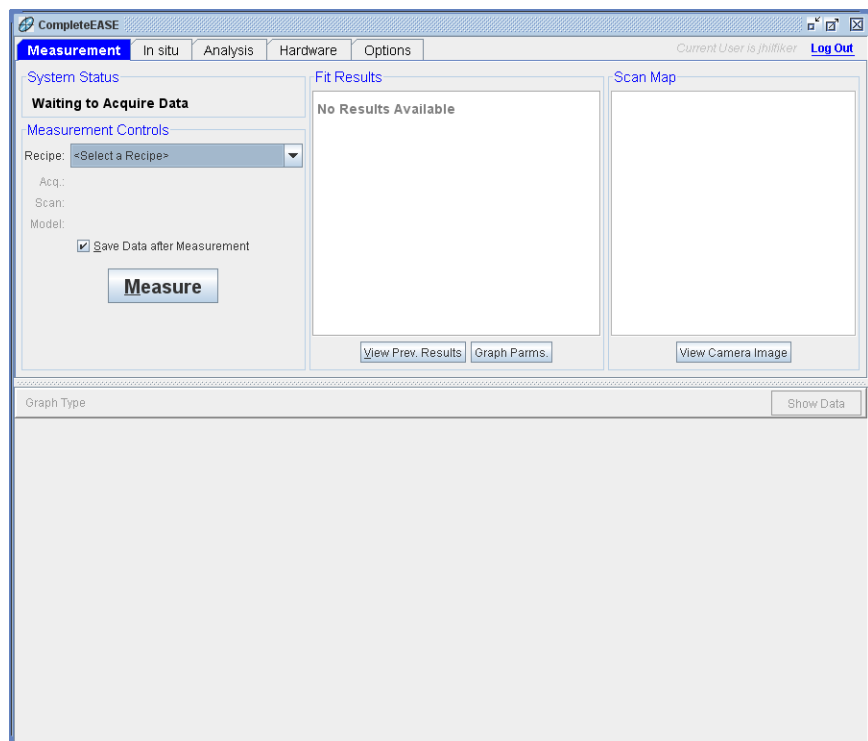 CompleteEASE
Measurement In situ Analysis Hardware Options Current User is jhilfiker Log Out
System Status
Waiting to Acquire Data
Measurement Controls
Recipe: <Select a Recipe>
Acq.:
Scan:
Model:
Save Data after Measurement
Measure
Fit Results
No Results Available
View Prev. Results Graph Parms.
Scan Map
View Camera Image
Graph Type Show Data